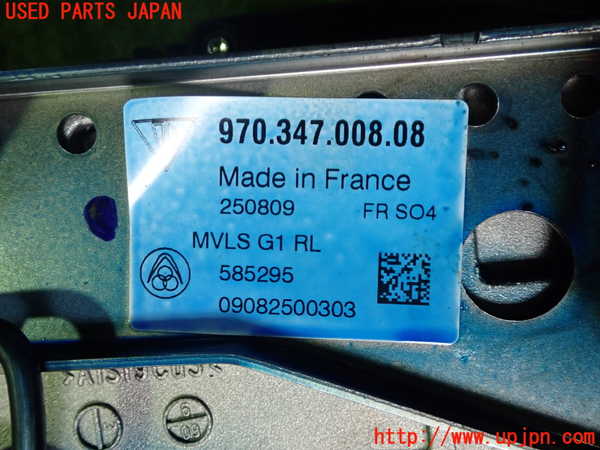 USED PARTS JAPAN
970.347.008.08
Made in France
250809 FR SO4
MVLS G1 RL
585295
09082500303
>AlSi9Cu3<
http://www.upjpn.com